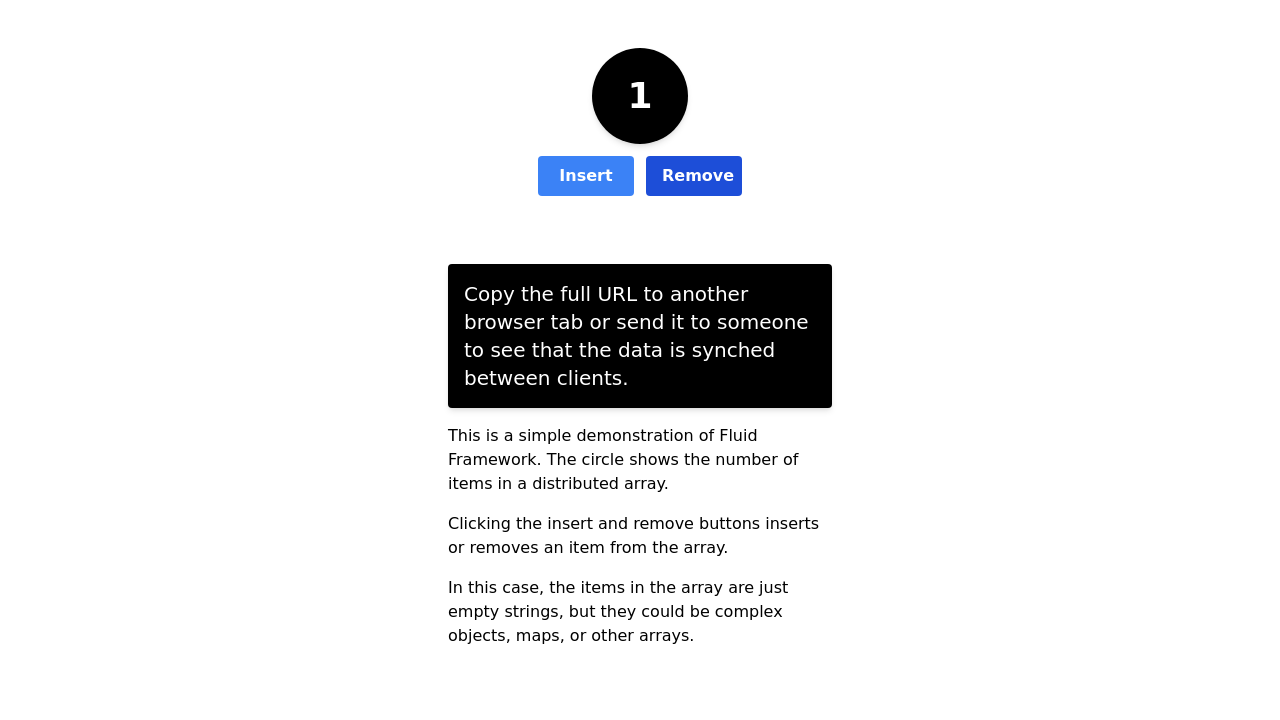 1
Insert Remove
Copy the full URL to another
browser tab or send it to someone
to see that the data is synched
between clients.
This is a simple demonstration of Fluid
Framework. The circle shows the number of
items in a distributed array.
Clicking the insert and remove buttons inserts
or removes an item from the array.
In this case, the items in the array are just
empty strings, but they could be complex
objects, maps, or other arrays.